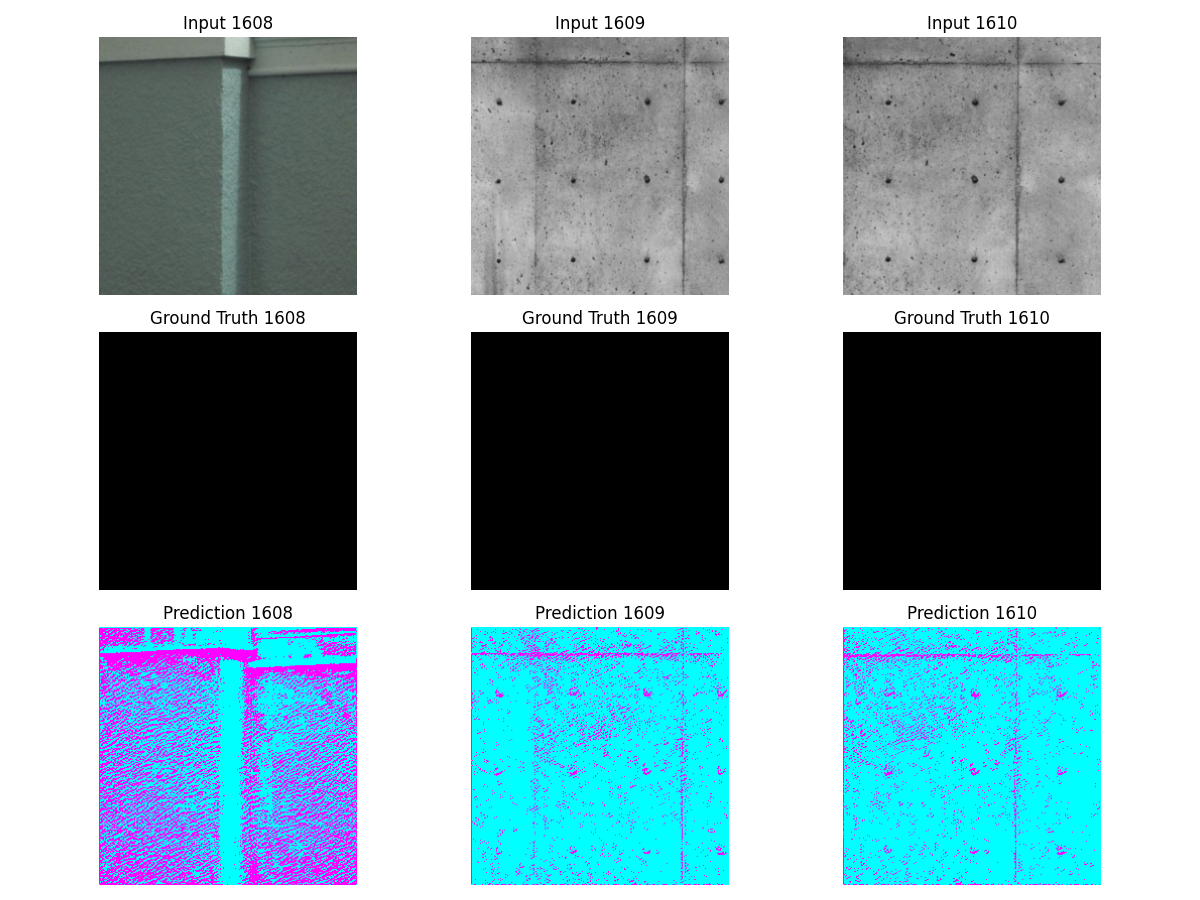 Input 1608
Input 1609
Input 1610
Ground Truth 1608
Ground Truth 1609
Ground Truth 1610
Prediction 1608
Prediction 1609
Prediction 1610